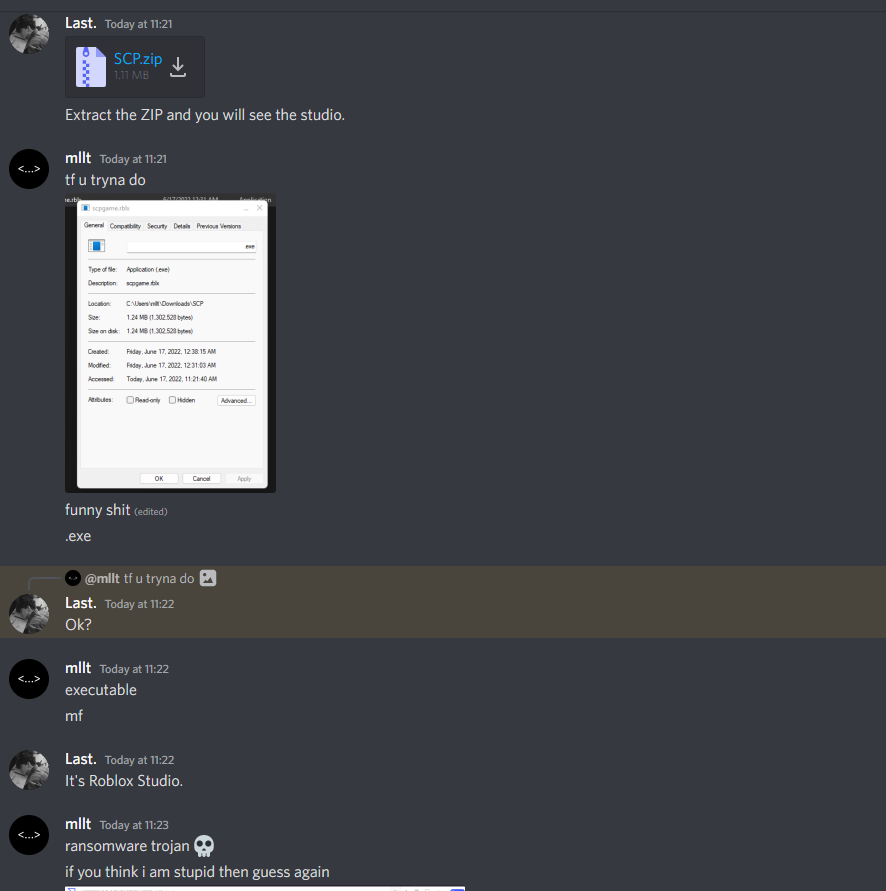 Last. Today at 11:21
SCP.zip
1.11 MB
Extract the ZIP and you will see the studio.
mllt Today at 11:21
tf u tryna do
6/17/2022 12:31 AM Application
scpgame.rblx
General Compatibility Security Details Previous Versions
.exe
Type of file: Application (.exe)
Description: scpgame.rblx
Location: C:\Users\mllt\Downloads\SCP
Size: 1.24 MB (1,302,528 bytes)
Size on disk: 1.24 MB (1,302,528 bytes)
Created: Friday, June 17, 2022, 12:38:15 AM
Modified: Friday, June 17, 2022, 12:31:03 AM
Accessed: Today, June 17, 2022, 11:21:40 AM
Attributes: Read-only Hidden Advanced...
OK Cancel Apply
funny shit (edited)
.exe
@mllt tf u tryna do
Last. Today at 11:22
Ok?
<...> mllt Today at 11:22
executable
mf
Last. Today at 11:22
It's Roblox Studio.
<...> mllt Today at 11:23
ransomware trojan
if you think i am stupid then guess again